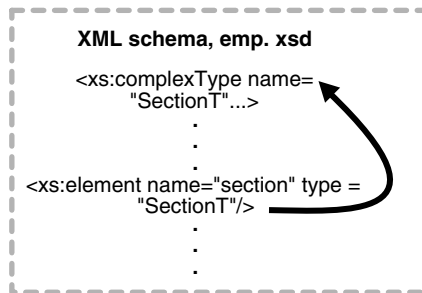 XML schema, emp. xsd
<xs:complexType name=
"SectionT"...>
.
.
.
<xs:element name="section" type =
"SectionT"/>
.
.
.